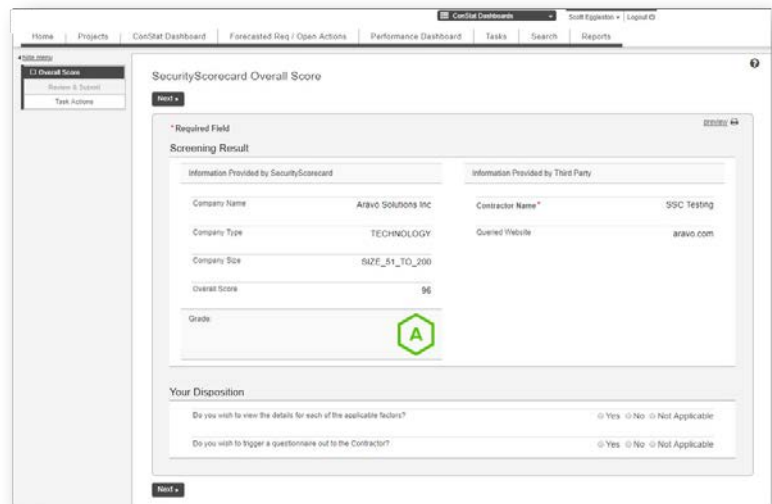 ConStat Dashboards
Scott Eggleston
Logout
Home Projects ConStat Dashboard Forecasted Req / Open Actions Performance Dashboard Tasks Search Reports
hide menu
Overall Score
Review & Submit
Task Actions
SecurityScorecard Overall Score
Next
preview
*Required Field
Screening Result
Information Provided by SecurityScorecard
Information Provided by Third Party
Company Name Aravo Solutions Inc
Contractor Name* SSC Testing
Company Type TECHNOLOGY
Queried Website aravo.com
Company Size SIZE_51_TO_200
Overall Score 96
Grade A
Your Disposition
Do you wish to view the details for each of the applicable factors? Yes No Not Applicable
Do you wish to trigger a questionnaire out to the Contractor? Yes No Not Applicable
Next